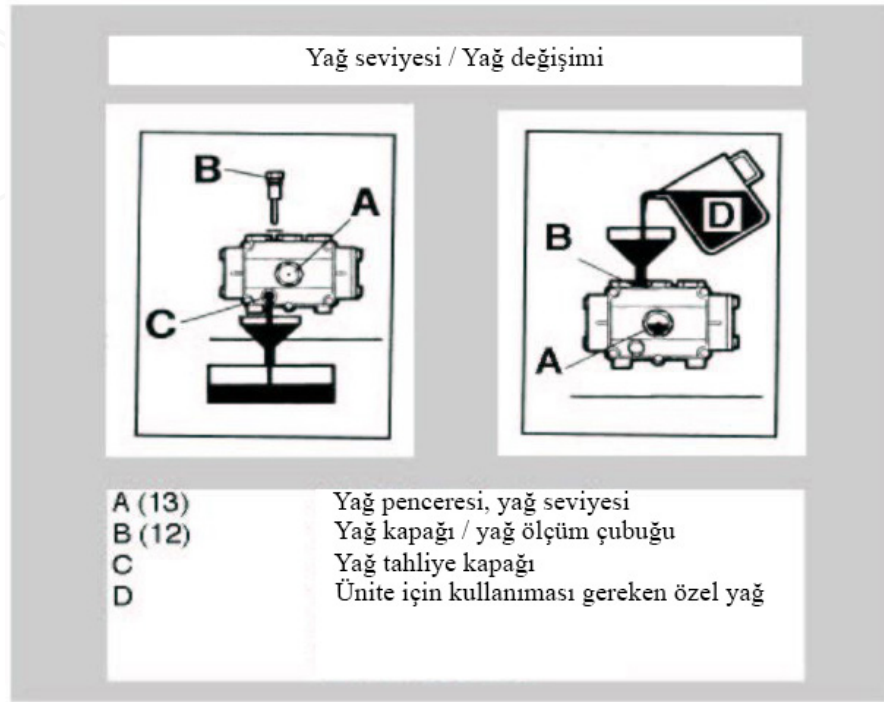 Yağ seviyesi / Yağ değişimi
B
A
C
D
B
A
A (13) Yağ penceresi, yağ seviyesi
B (12) Yağ kapağı / yağ ölçüm çubuğu
C Yağ tahliye kapağı
D Ünite için kullanıması gereken özel yağ